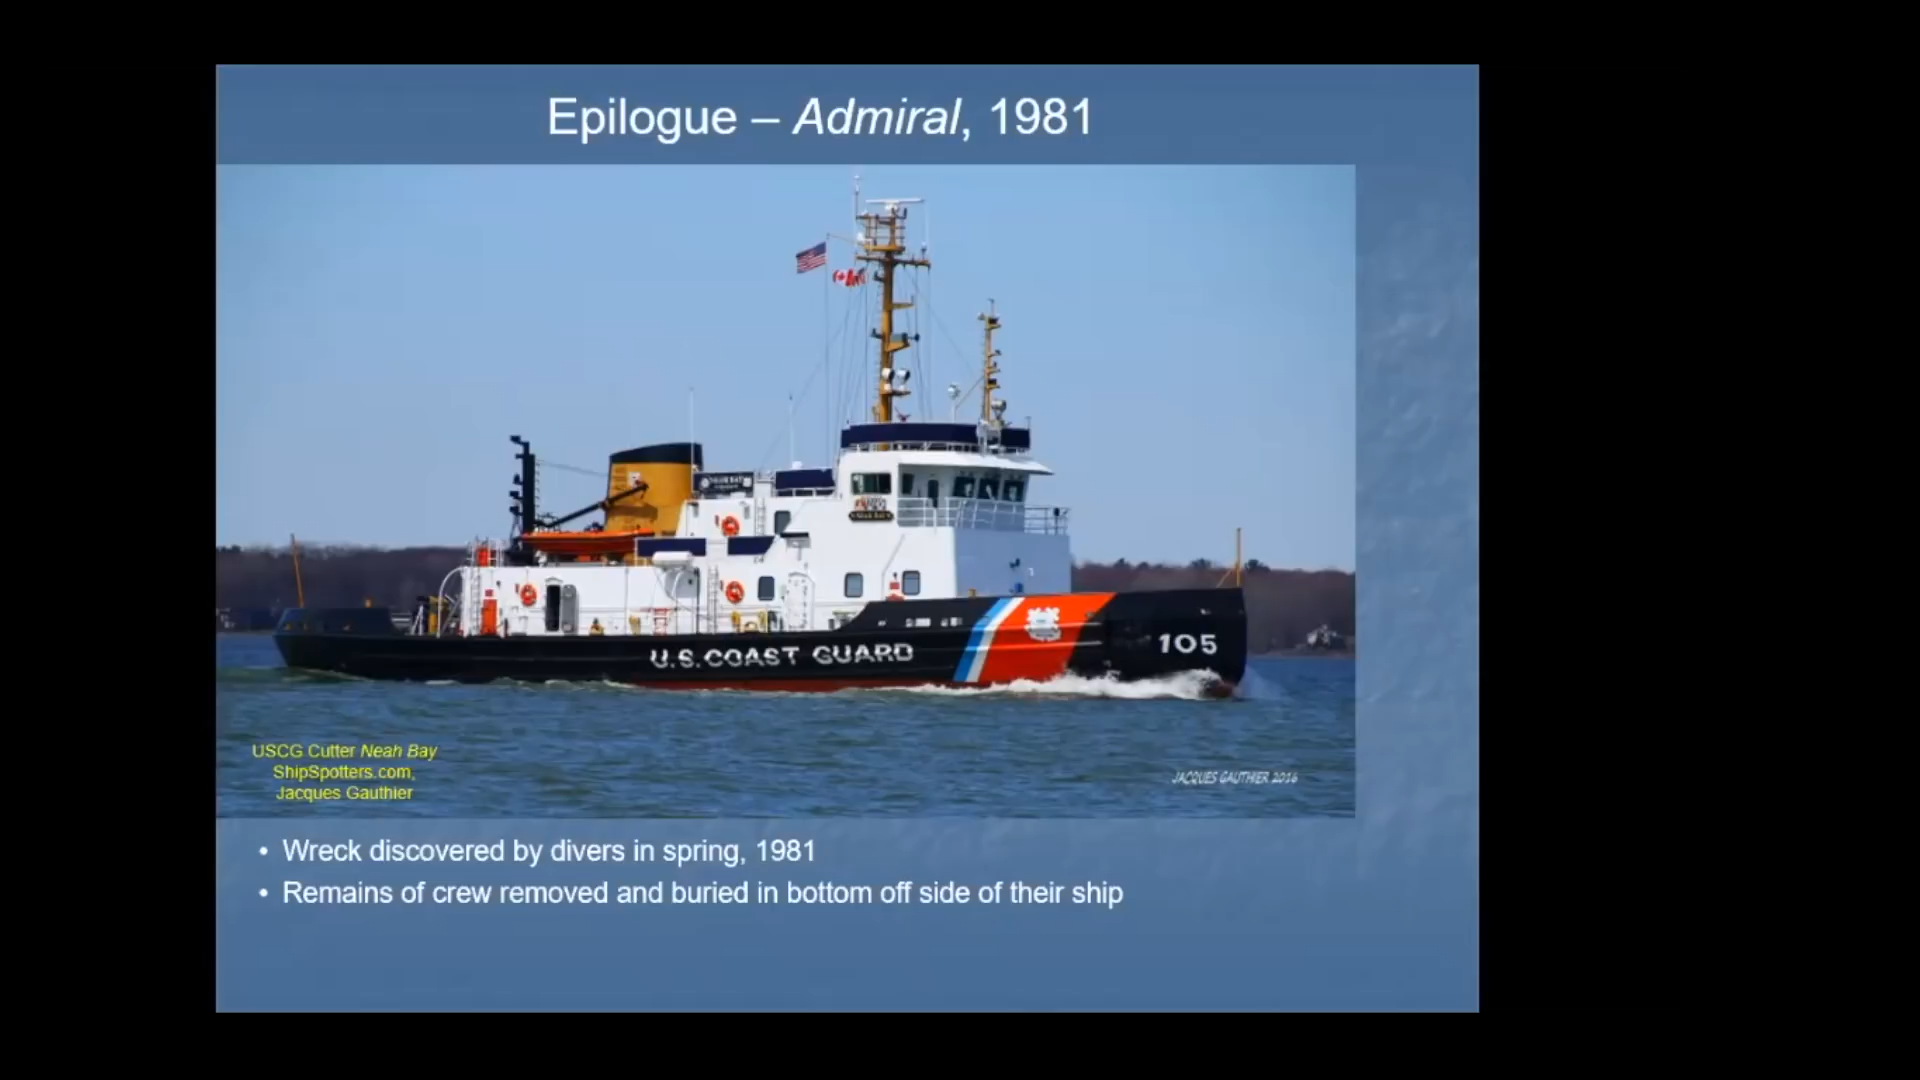 Epilogue – Admiral, 1981
U.S. COAST GUARD
105
USCG Cutter Neah Bay
ShipSpotters.com,
Jacques Gauthier
JACQUES GAUTHIER 2016
• Wreck discovered by divers in spring, 1981
• Remains of crew removed and buried in bottom off side of their ship